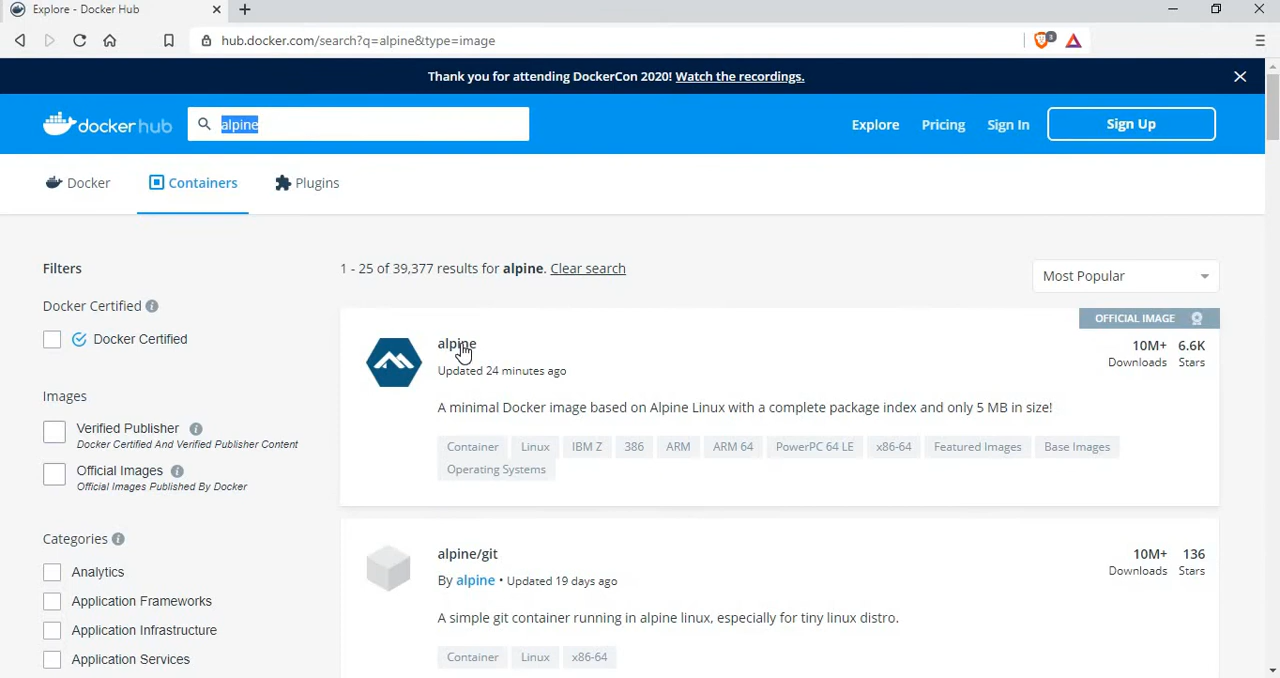 Explore - Docker Hub
hub.docker.com/search?q=alpine&type=image
3
Thank you for attending DockerCon 2020! Watch the recordings.
docker hub
alpine
Explore
Pricing
Sign In
Sign Up
Docker
Containers
Plugins
Filters
1 - 25 of 39,377 results for alpine. Clear search
Most Popular
Docker Certified
Docker Certified
Images
Verified Publisher
Docker Certified And Verified Publisher Content
Official Images
Official Images Published By Docker
Categories
Analytics
Application Frameworks
Application Infrastructure
Application Services
OFFICIAL IMAGE
alpine
10M+ 6.6K
Downloads Stars
Updated 24 minutes ago
A minimal Docker image based on Alpine Linux with a complete package index and only 5 MB in size!
Container Linux IBM Z 386 ARM ARM 64 PowerPC 64 LE x86-64 Featured Images Base Images
Operating Systems
alpine/git
10M+ 136
Downloads Stars
By alpine • Updated 19 days ago
A simple git container running in alpine linux, especially for tiny linux distro.
Container Linux x86-64